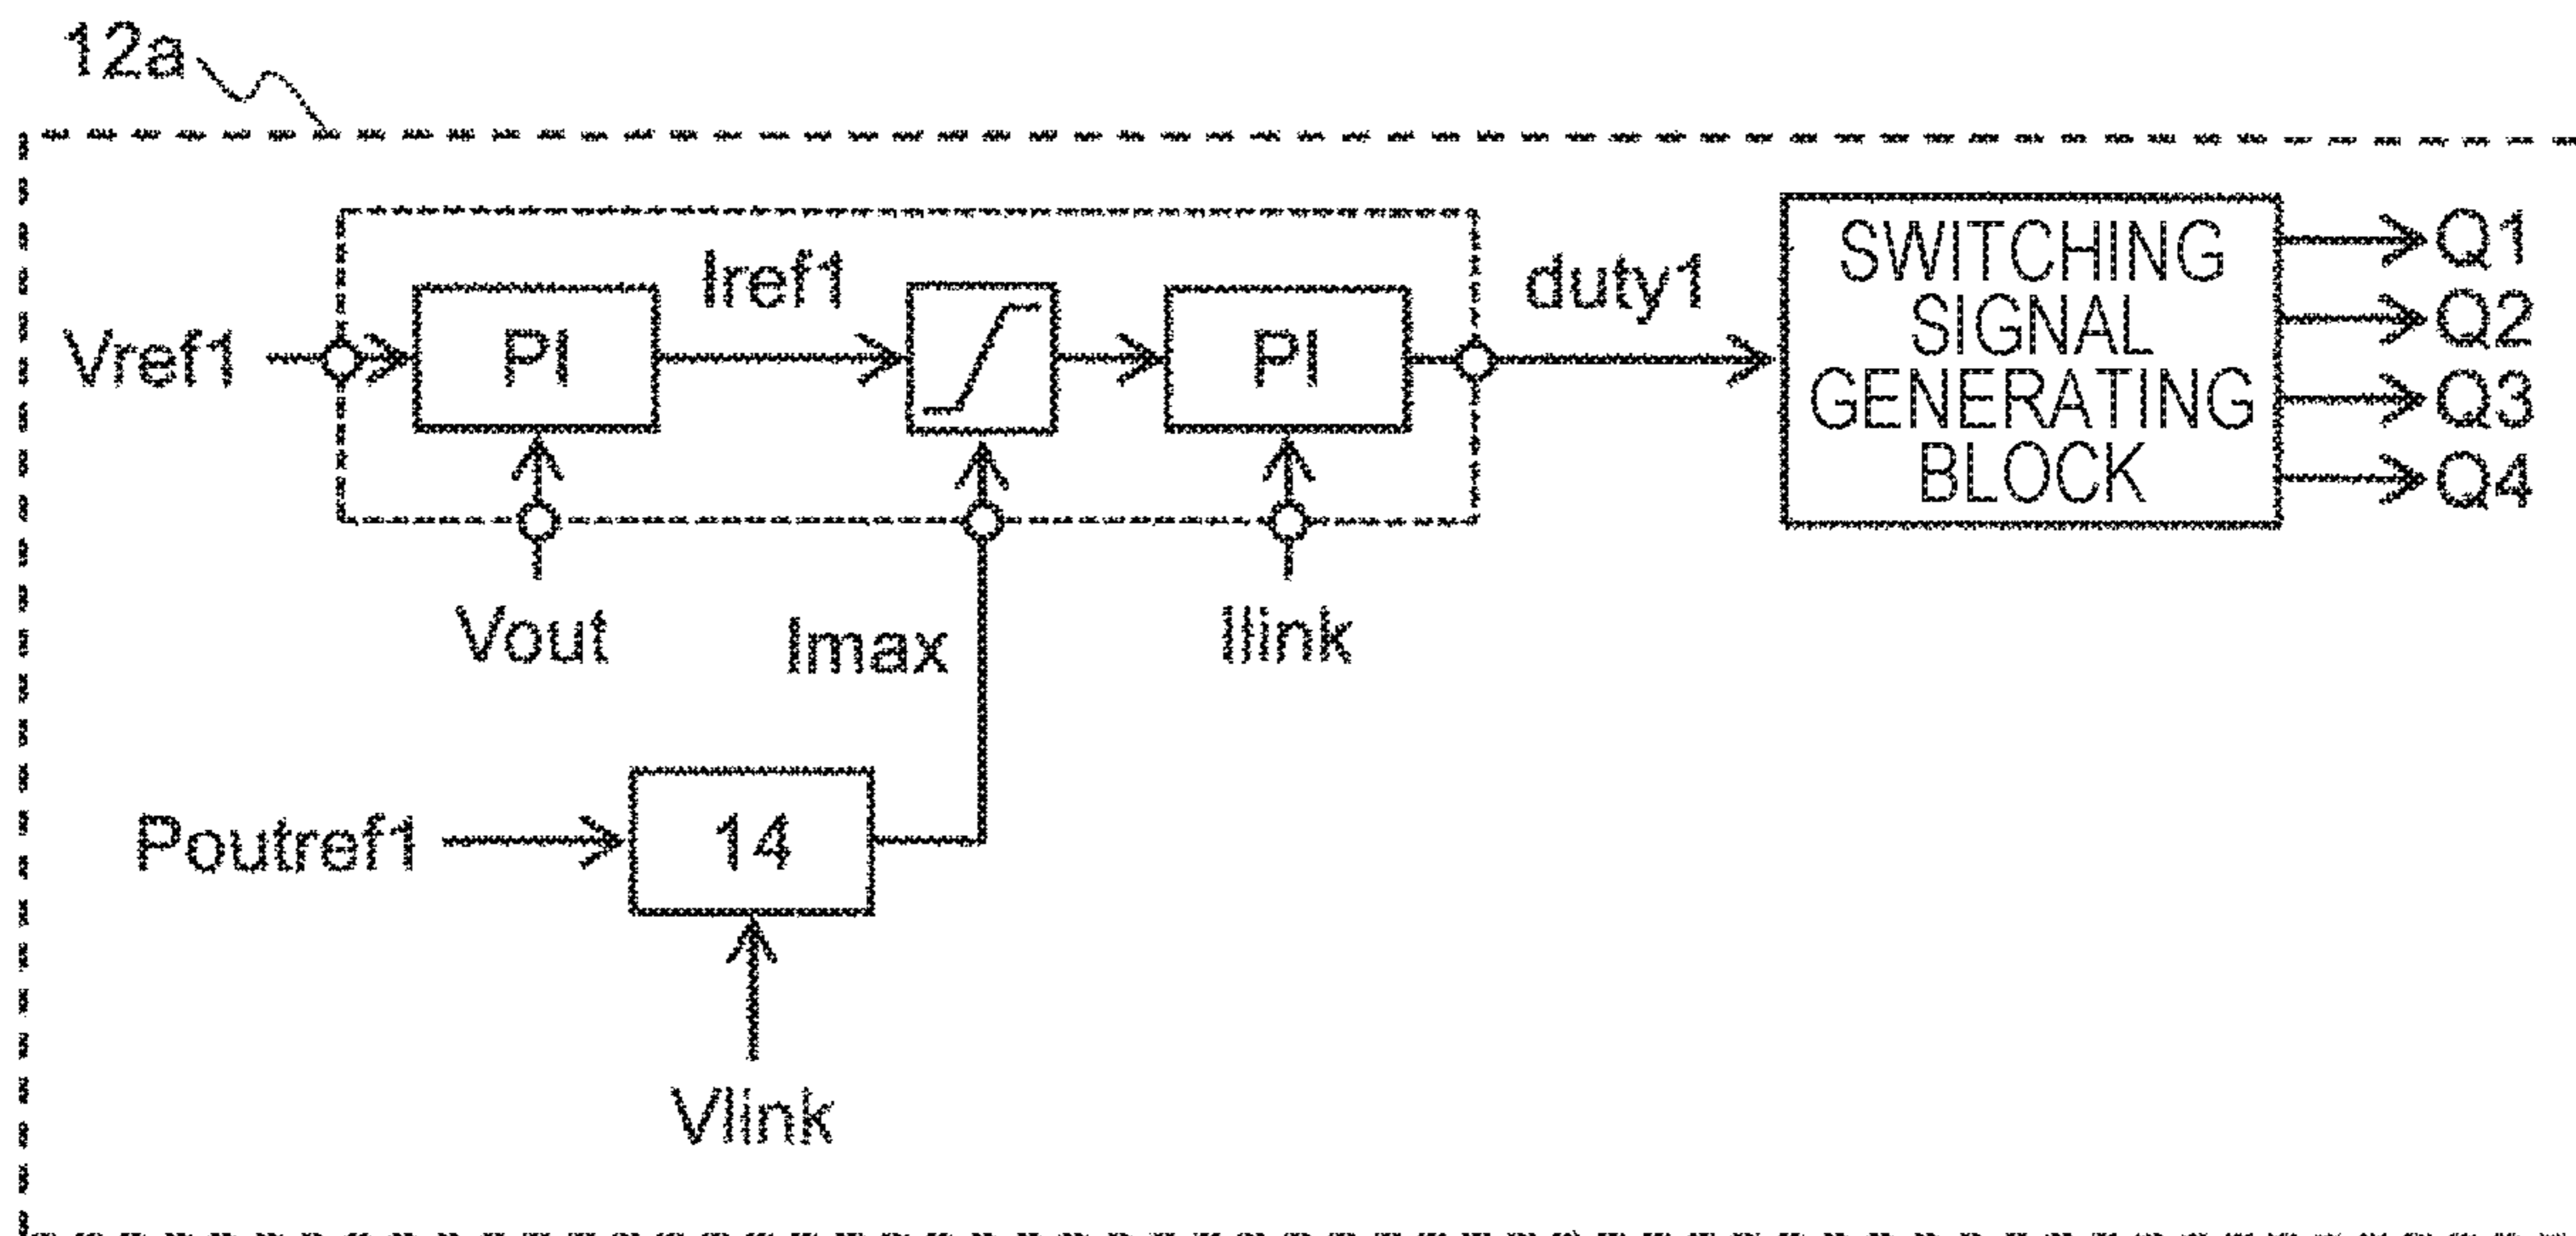 12a
Vref1
PI
Iref1
PI
duty1
SWITCHING
SIGNAL
GENERATING
BLOCK
Q1
Q2
Q3
Q4
Vout
Imax
Ilink
Poutref1
14
Vlink